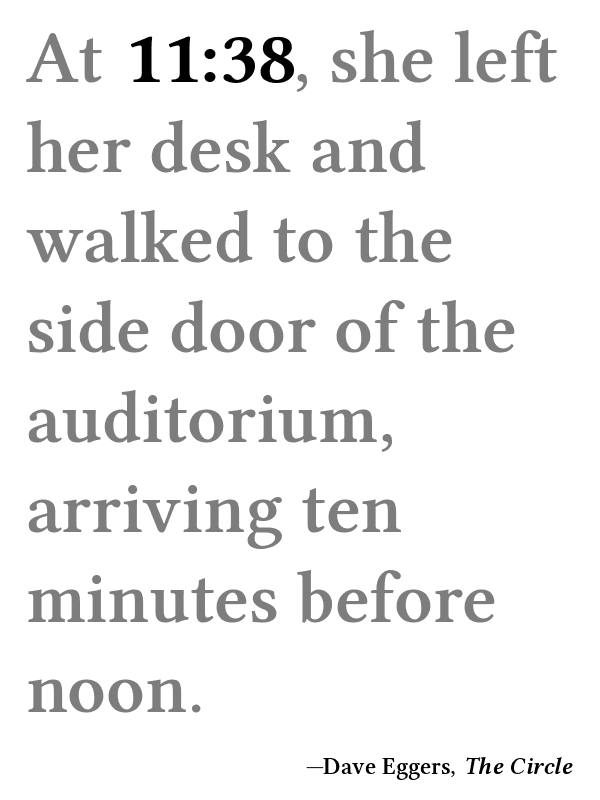 At 11:38, she left
her desk and
walked to the
side door of the
auditorium,
arriving ten
minutes before
noon.
—Dave Eggers, The Circle